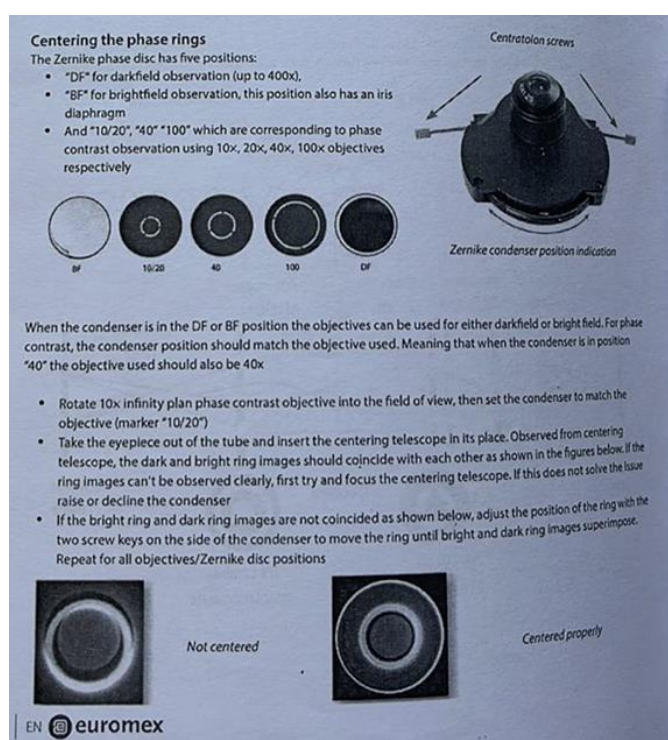 Centering the phase rings
The Zernike phase disc has five positions:
• "DF" for darkfield observation (up to 400x),
• "BF" for brightfield observation, this position also has an iris
diaphragm
• And "10/20", "40" "100" which are corresponding to phase
contrast observation using 10x, 20x, 40x, 100x objectives
respectively
Centratoion screws
Zernike condenser position indication
BF 10/20 40 100 DF
When the condenser is in the DF or BF position the objectives can be used for either darkfield or bright field. For phase
contrast, the condenser position should match the objective used. Meaning that when the condenser is in position
"40" the objective used should also be 40x
• Rotate 10x infinity plan phase contrast objective into the field of view, then set the condenser to match the
objective (marker "10/20")
• Take the eyepiece out of the tube and insert the centering telescope in its place. Observed from centering
telescope, the dark and bright ring images should coincide with each other as shown in the figures below. If the
ring images can't be observed clearly, first try and focus the centering telescope. If this does not solve the issue
raise or decline the condenser
• If the bright ring and dark ring images are not coincided as shown below, adjust the position of the ring with the
two screw keys on the side of the condenser to move the ring until bright and dark ring images superimpose.
Repeat for all objectives/Zernike disc positions
Not centered
Centered properly
EN euromex